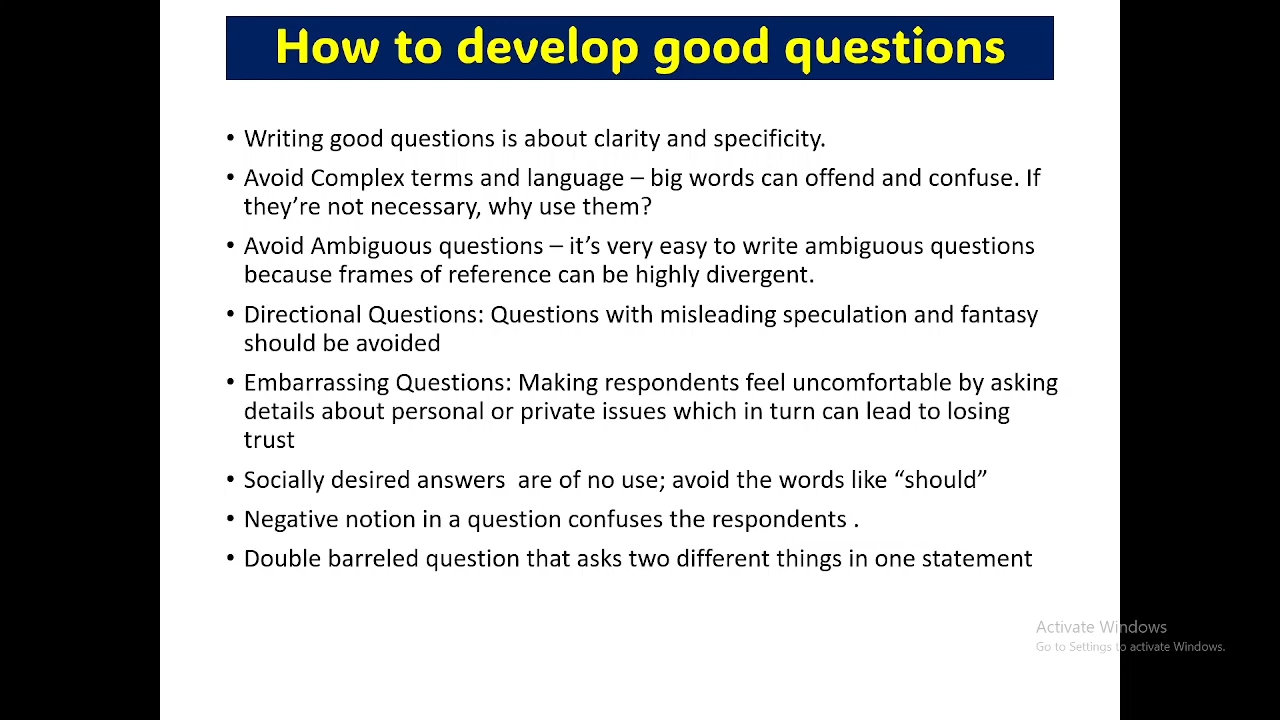 How to develop good questions
• Writing good questions is about clarity and specificity.
• Avoid Complex terms and language – big words can offend and confuse. If
they’re not necessary, why use them?
• Avoid Ambiguous questions – it’s very easy to write ambiguous questions
because frames of reference can be highly divergent.
• Directional Questions: Questions with misleading speculation and fantasy
should be avoided
• Embarrassing Questions: Making respondents feel uncomfortable by asking
details about personal or private issues which in turn can lead to losing
trust
• Socially desired answers  are of no use; avoid the words like “should”
• Negative notion in a question confuses the respondents .
• Double barreled question that asks two different things in one statement
Activate Windows
Go to Settings to activate Windows.